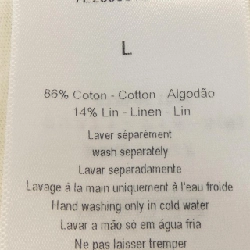 L
86% Coton - Cotton - Algodão
14% Lin - Linen - Lin
Laver séparément
wash separately
Lavar separadamente
Lavage á la main uniquement á l'eau froide
Hand washing only in cold water
Lavar a mão só em água fria
Ne pas laisser tremper